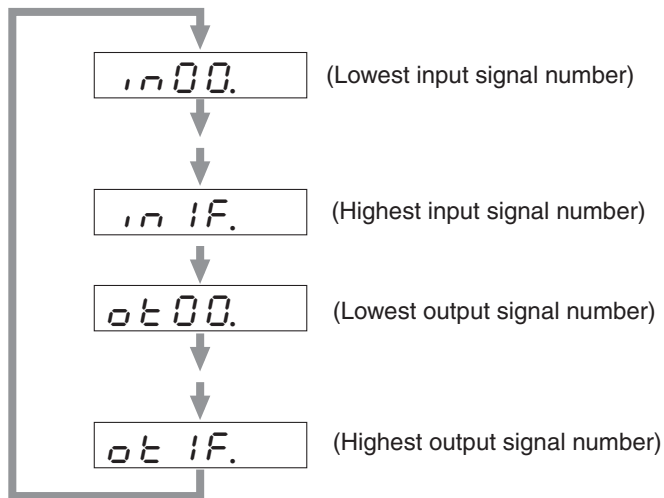 in00. (Lowest input signal number)
in 1F. (Highest input signal number)
ot00. (Lowest output signal number)
ot 1F. (Highest output signal number)